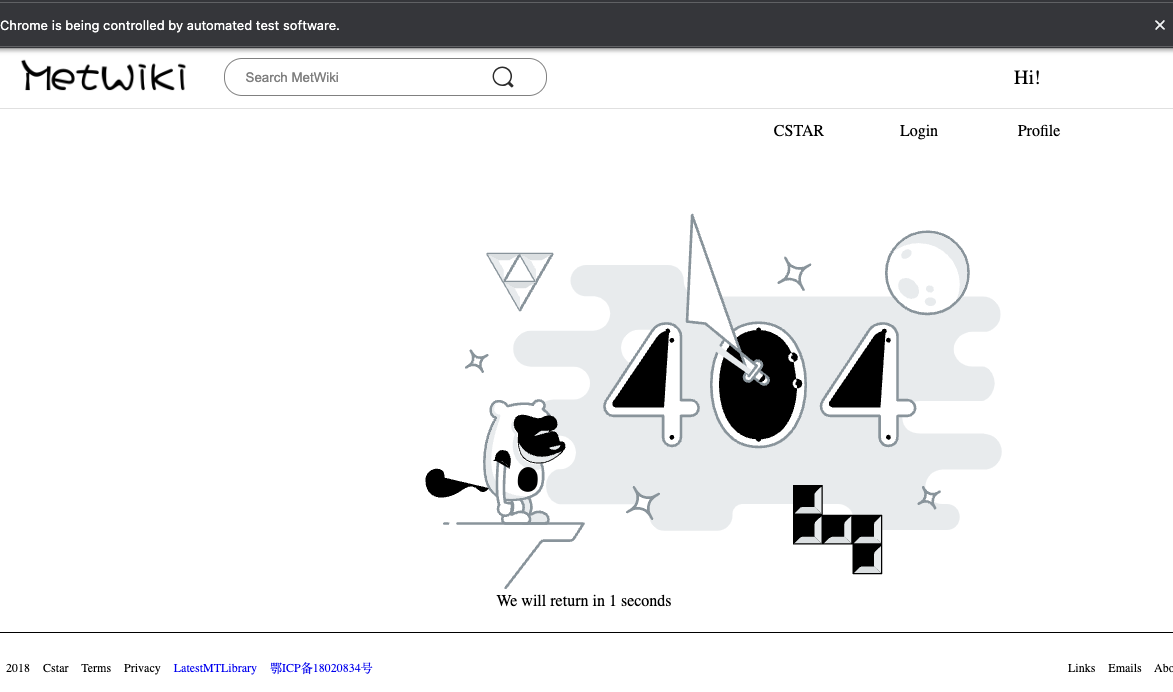 Chrome is being controlled by automated test software.
MetWiki
Search MetWiki
Hi!
CSTAR Login Profile
404
We will return in 1 seconds
2018 Cstar Terms Privacy LatestMTLibrary 鄂ICP备18020834号 Links Emails Abo